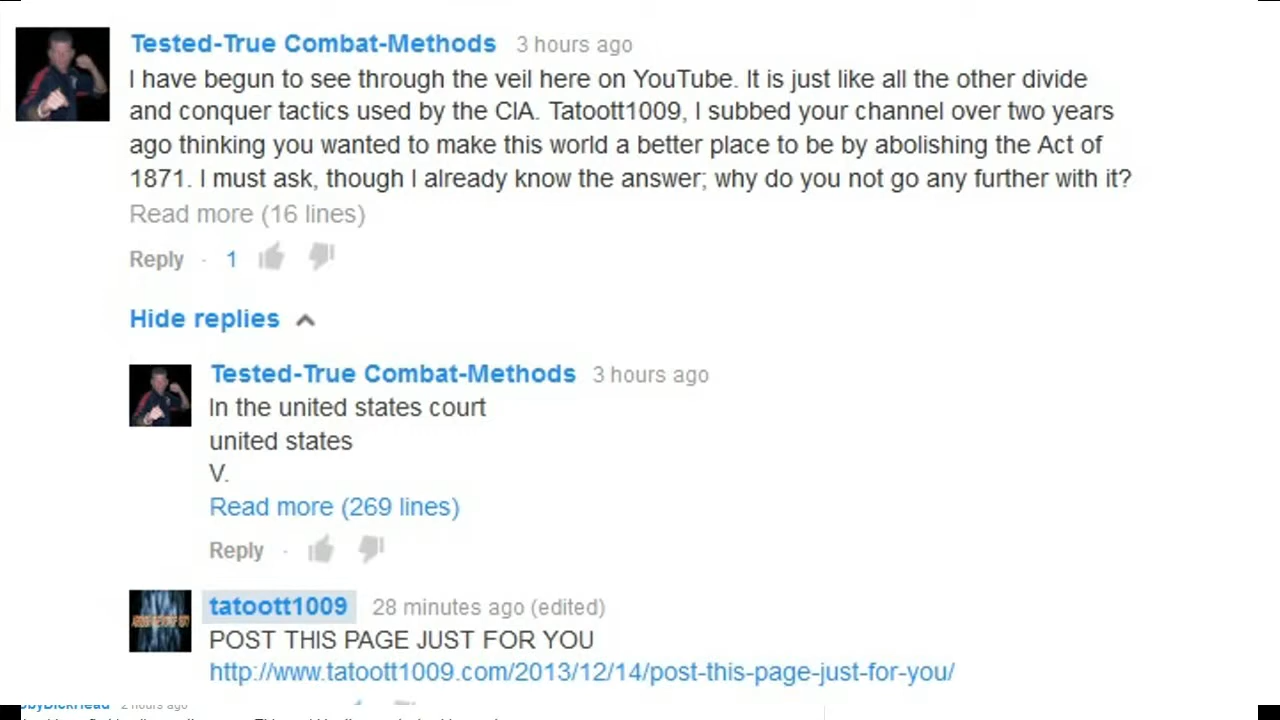 Tested-True Combat-Methods 3 hours ago
I have begun to see through the veil here on YouTube. It is just like all the other divide
and conquer tactics used by the CIA. Tatoott1009, I subbed your channel over two years
ago thinking you wanted to make this world a better place to be by abolishing the Act of
1871. I must ask, though I already know the answer; why do you not go any further with it?
Read more (16 lines)
Reply · 1
Hide replies
Tested-True Combat-Methods 3 hours ago
In the united states court
united states
V.
Read more (269 lines)
Reply ·
tatoott1009 28 minutes ago (edited)
POST THIS PAGE JUST FOR YOU
http://www.tatoott1009.com/2013/12/14/post-this-page-just-for-you/
2 hours ago